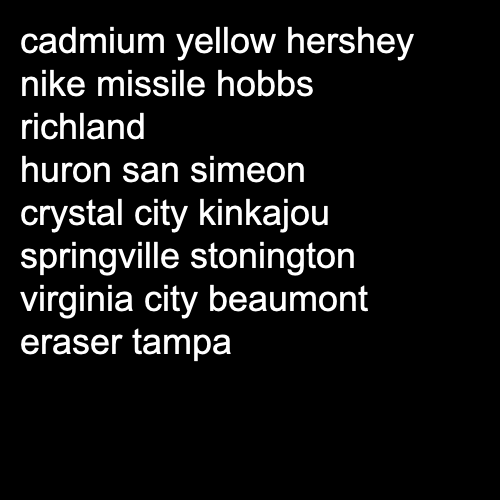 cadmium yellow hershey
nike missile hobbs
richland
huron san simeon
crystal city kinkajou
springville stonington
virginia city beaumont
eraser tampa